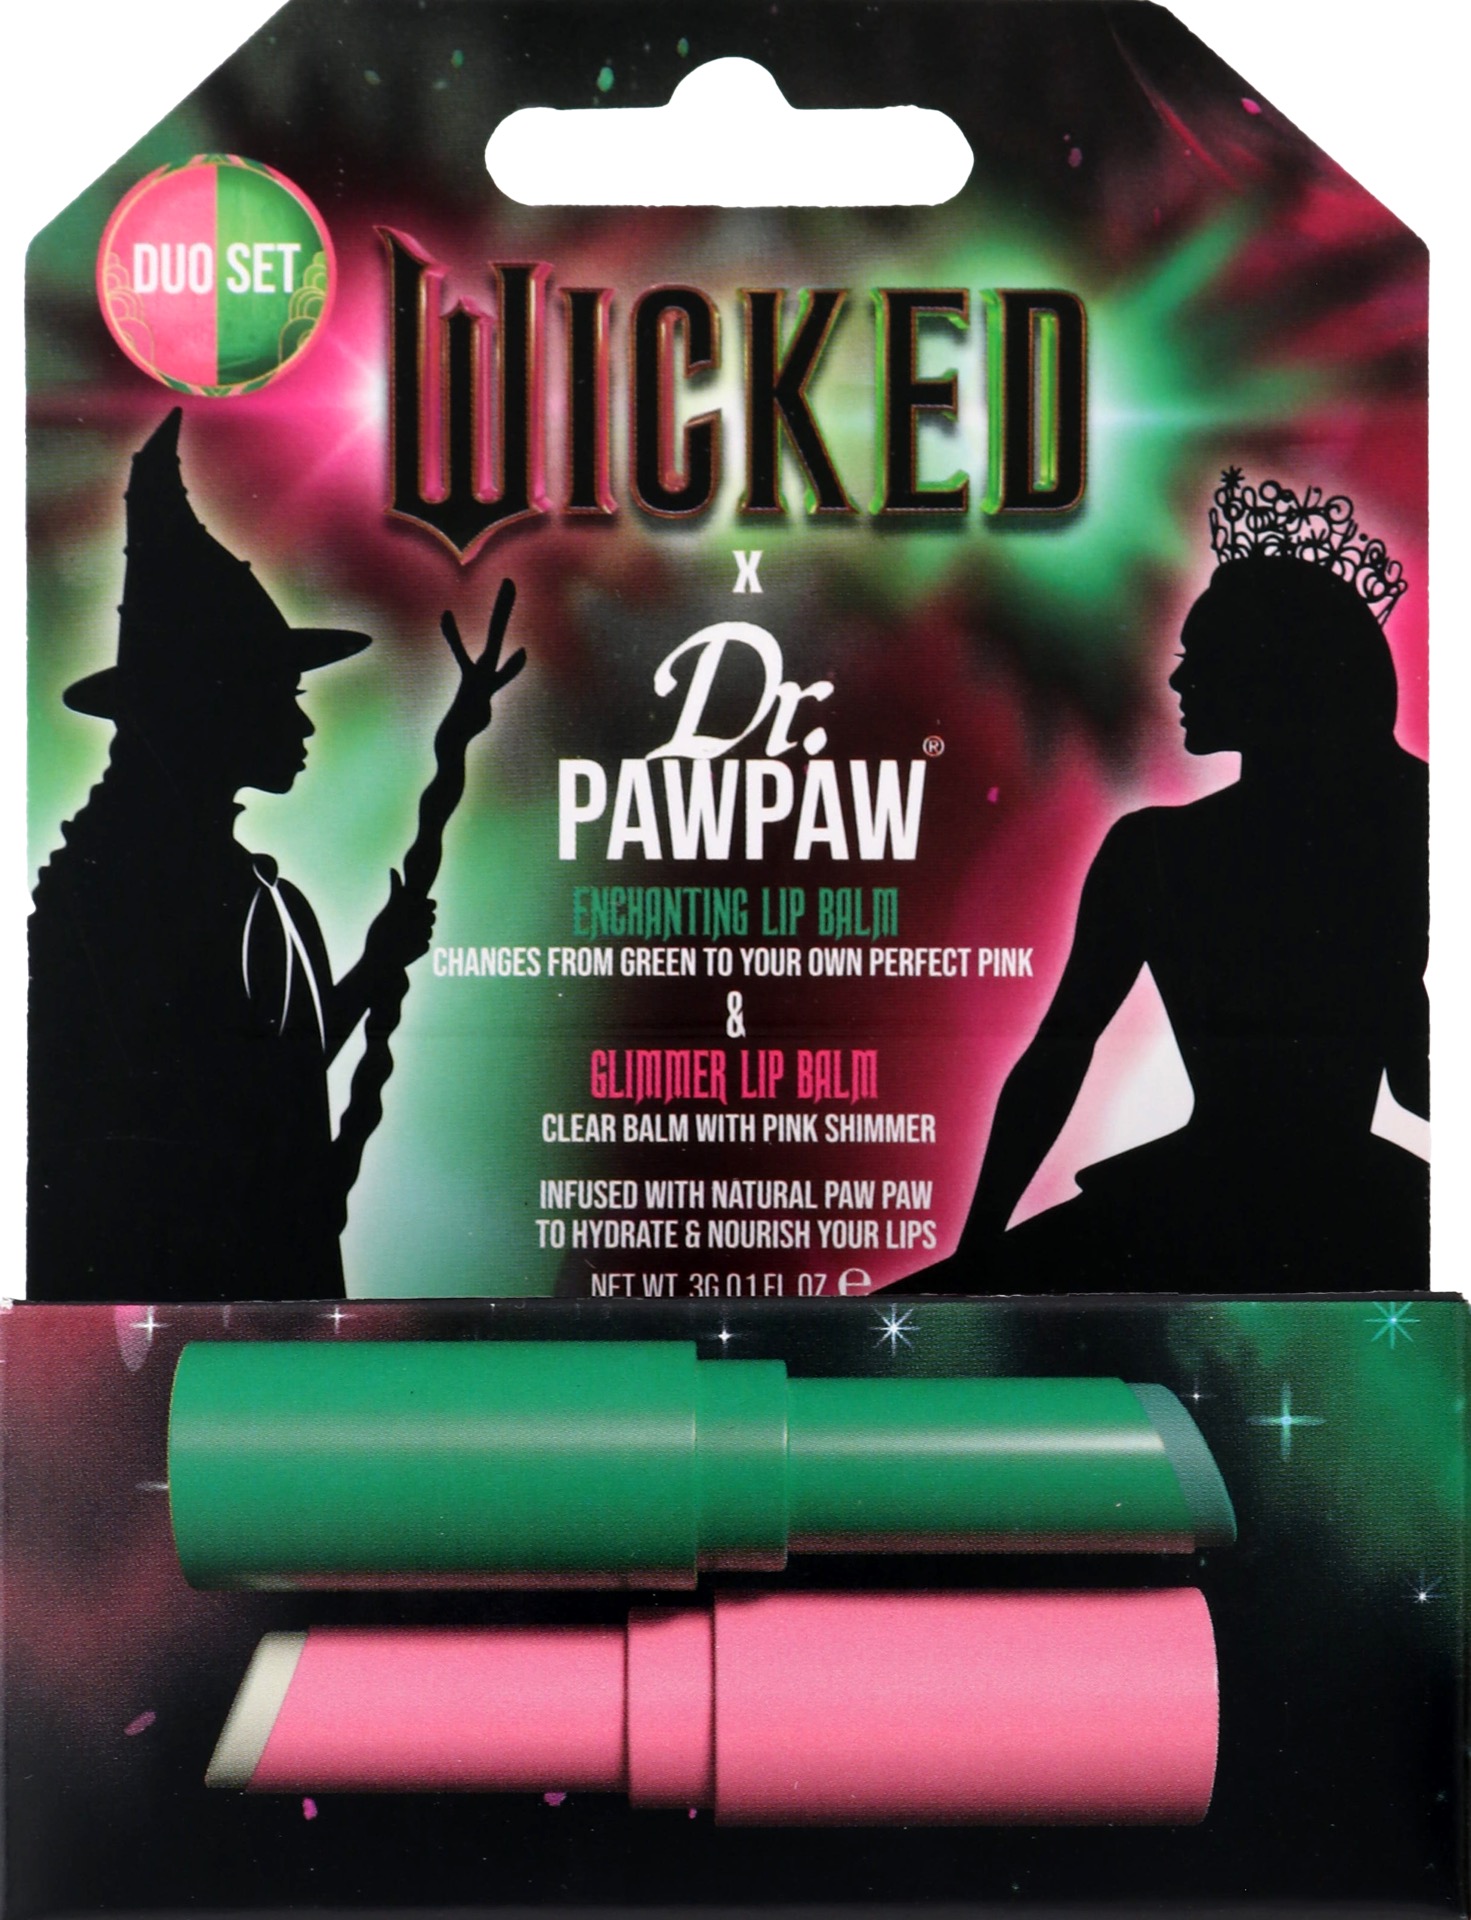 DUO SET
WICKED
X
Dr.
PAWPAW®
ENCHANTING LIP BALM
CHANGES FROM GREEN TO YOUR OWN PERFECT PINK
&
GLIMMER LIP BALM
CLEAR BALM WITH PINK SHIMMER
INFUSED WITH NATURAL PAW PAW
TO HYDRATE & NOURISH YOUR LIPS
NET WT. 3G 0.1 FL. OZ ℮